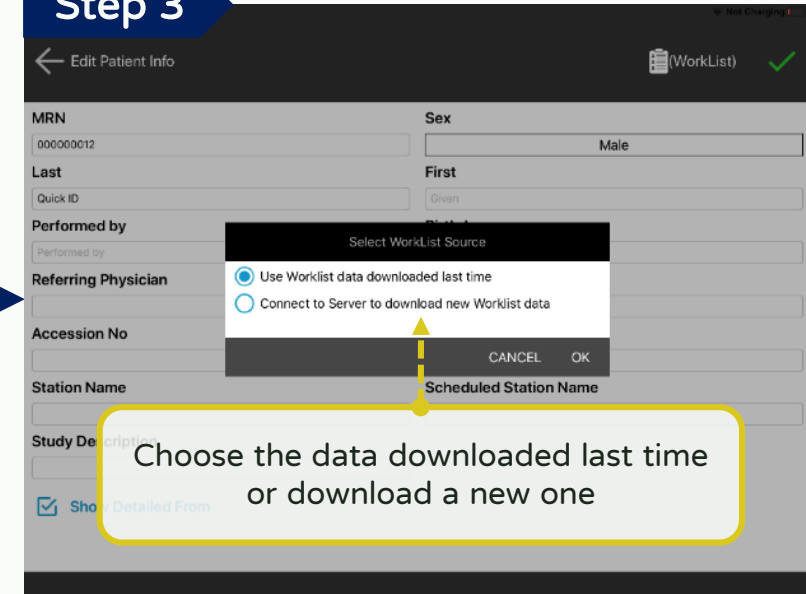 Step 3
Not Charging
Edit Patient Info
(WorkList)
MRN
Sex
000000012
Male
Last
First
Quick ID
Given
Performed by
Performed by
Select WorkList Source
Referring Physician
Use Worklist data downloaded last time
Connect to Server to download new Worklist data
Accession No
CANCEL OK
Station Name
Scheduled Station Name
Study Description
Choose the data downloaded last time
or download a new one
Show Detailed From